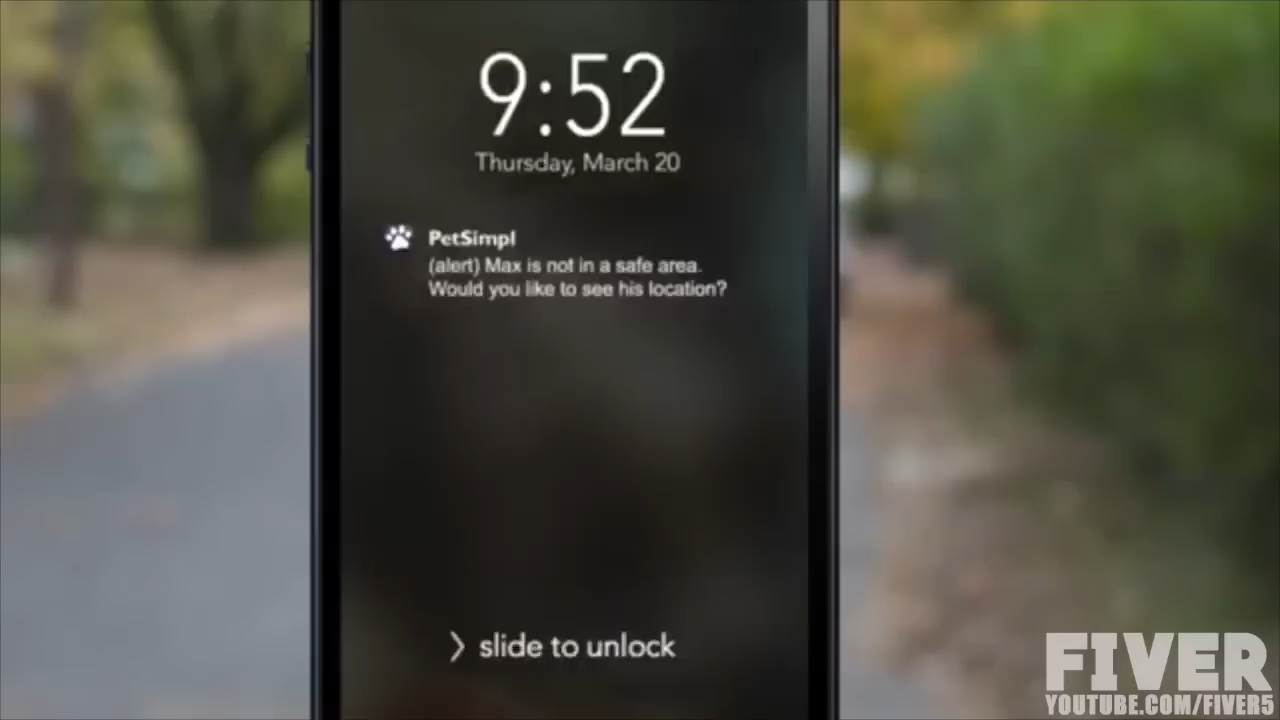 9:52
Thursday, March 20
PetSimpl
(alert) Max is not in a safe area.
Would you like to see his location?
slide to unlock
FIVER
YOUTUBE.COM/FIVER5